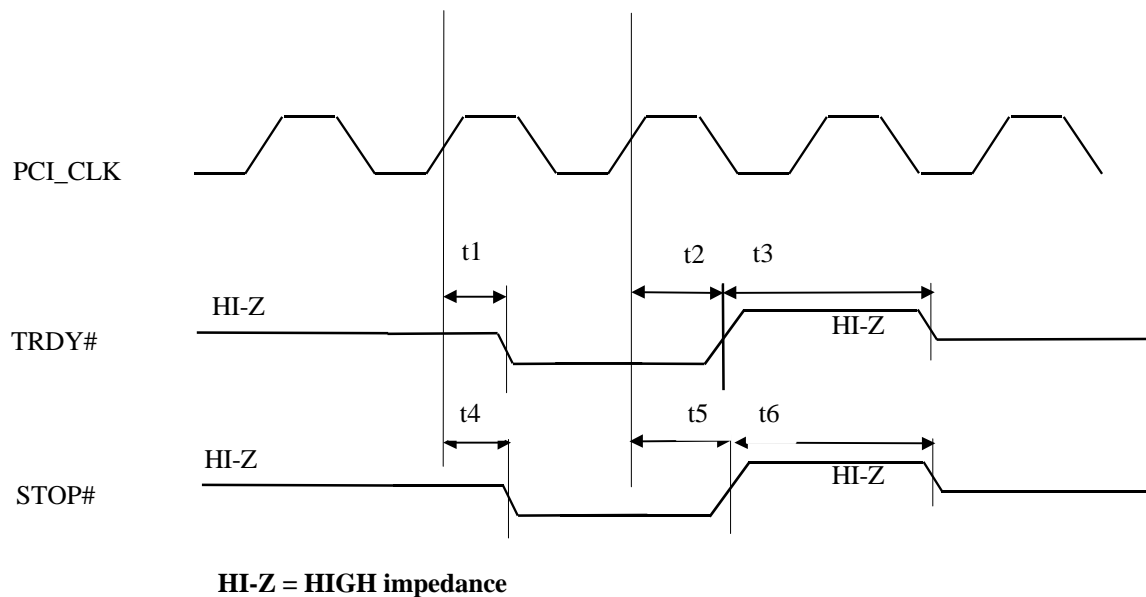 PCI_CLK
t1
t2
t3
HI-Z
HI-Z
TRDY#
t4
t5
t6
HI-Z
HI-Z
STOP#
HI-Z = HIGH impedance